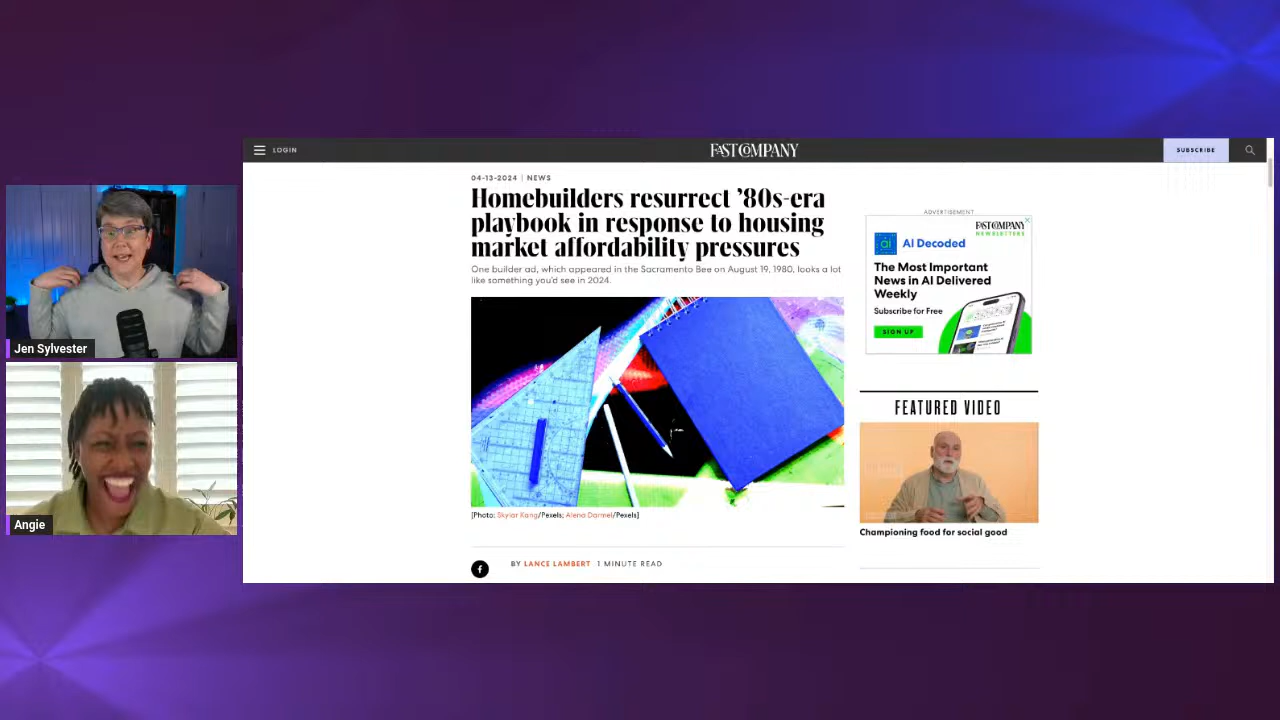 LOGIN
FAST COMPANY
SUBSCRIBE
04-13-2024 | NEWS
Homebuilders resurrect ’80s-era
playbook in response to housing
market affordability pressures
One builder ad, which appeared in the Sacramento Bee on August 19, 1980, looks a lot
like something you'd see in 2024.
[Photo: Skylar Kang/Pexels; Alena Darmel/Pexels]
BY LANCE LAMBERT 1 MINUTE READ
ADVERTISEMENT
FAST COMPANY
NEWSLETTERS
ai AI Decoded
The Most Important
News in AI Delivered
Weekly
Subscribe for Free
SIGN UP
FEATURED VIDEO
Championing food for social good
Jen Sylvester
Angie